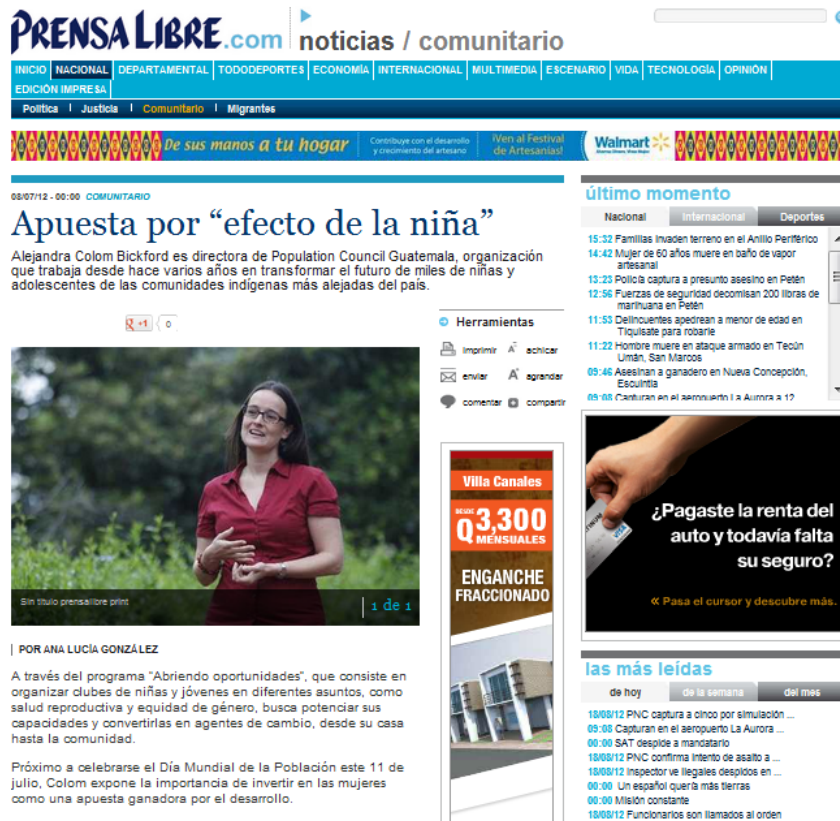 PRENSA LIBRE.com noticias / comunitario
INICIO NACIONAL DEPARTAMENTAL TODODEPORTES ECONOMÍA INTERNACIONAL MULTIMEDIA ESCENARIO VIDA TECNOLOGÍA OPINIÓN
EDICIÓN IMPRESA
Política Justicia Comunitario Migrantes
De sus manos a tu hogar
Contribuye con el desarrollo
y crecimiento del artesano
¡Ven al Festival
de Artesanías!
Walmart
08/07/12 - 00:00 COMUNITARIO
Apuesta por “efecto de la niña”
Alejandra Colom Bickford es directora de Population Council Guatemala, organización
que trabaja desde hace varios años en transformar el futuro de miles de niñas y
adolescentes de las comunidades indígenas más alejadas del país.
+1 0
Herramientas
imprimir A achicar
enviar A agrandar
comentar compartir
Sin titulo prensalibre print
1 de 1
POR ANA LUCÍA GONZÁLEZ
A través del programa "Abriendo oportunidades", que consiste en
organizar clubes de niñas y jóvenes en diferentes asuntos, como
salud reproductiva y equidad de género, busca potenciar sus
capacidades y convertirlas en agentes de cambio, desde su casa
hasta la comunidad.
Próximo a celebrarse el Día Mundial de la Población este 11 de
julio, Colom expone la importancia de invertir en las mujeres
como una apuesta ganadora por el desarrollo.
Villa Canales
DESDE
Q3,300
MENSUALES
ENGANCHE
FRACCIONADO
último momento
Nacional Internacional Deportes
15:32 Familias invaden terreno en el Anillo Periférico
14:42 Mujer de 60 años muere en baño de vapor
artesanal
13:23 Policía captura a presunto asesino en Petén
12:56 Fuerzas de seguridad decomisan 200 libras de
marihuana en Petén
11:53 Delincuentes apedrean a menor de edad en
Tiquisate para robarle
11:22 Hombre muere en ataque armado en Tecún
Umán, San Marcos
09:46 Asesinan a ganadero en Nueva Concepción,
Escuintla
09:08 Capturan en el aeropuerto La Aurora a 12
VISA
¿Pagaste la renta del
auto y todavía falta
su seguro?
« Pasa el cursor y descubre más.
las más leídas
de hoy de la semana del mes
18/08/12 PNC captura a cinco por simulación ...
09:08 Capturan en el aeropuerto La Aurora ...
00:00 SAT despide a mandatario
18/08/12 PNC confirma intento de asalto a ...
18/08/12 Inspector ve ilegales despidos en ...
00:00 Un español quería más tierras
00:00 Misión constante
18/08/12 Funcionarios son llamados al orden